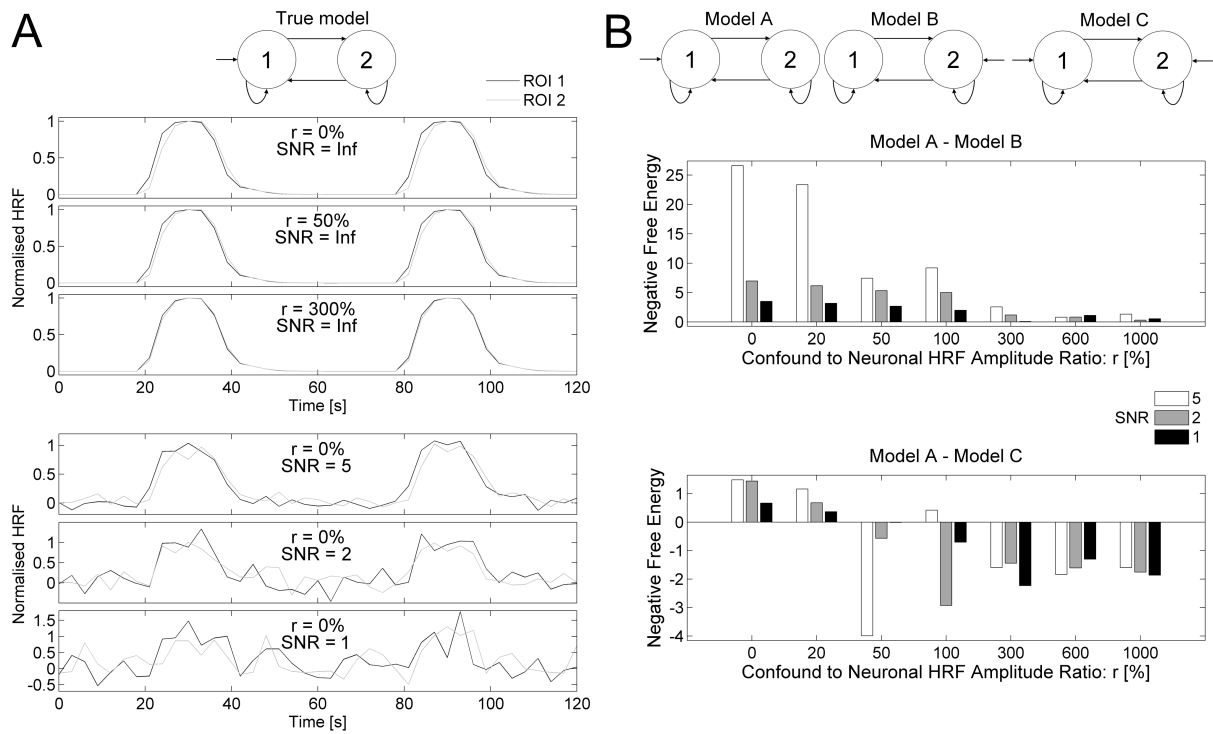 A
True model
1 2
ROI 1
ROI 2
Normalised HRF
1
0.5
0
r = 0%
SNR = Inf
1
0.5
0
r = 50%
SNR = Inf
1
0.5
0
r = 300%
SNR = Inf
0 20 40 60 80 100 120
Time [s]
Normalised HRF
1
0.5
0
r = 0%
SNR = 5
1
0.5
0
r = 0%
SNR = 2
1.5
1
0.5
0
-0.5
r = 0%
SNR = 1
0 20 40 60 80 100 120
Time [s]
B
Model A Model B Model C
1 2 1 2 1 2
Model A - Model B
Negative Free Energy
25
20
15
10
5
0
0 20 50 100 300 600 1000
Confound to Neuronal HRF Amplitude Ratio: r [%]
SNR
5
2
1
Model A - Model C
Negative Free Energy
1
0
-1
-2
-3
-4
0 20 50 100 300 600 1000
Confound to Neuronal HRF Amplitude Ratio: r [%]